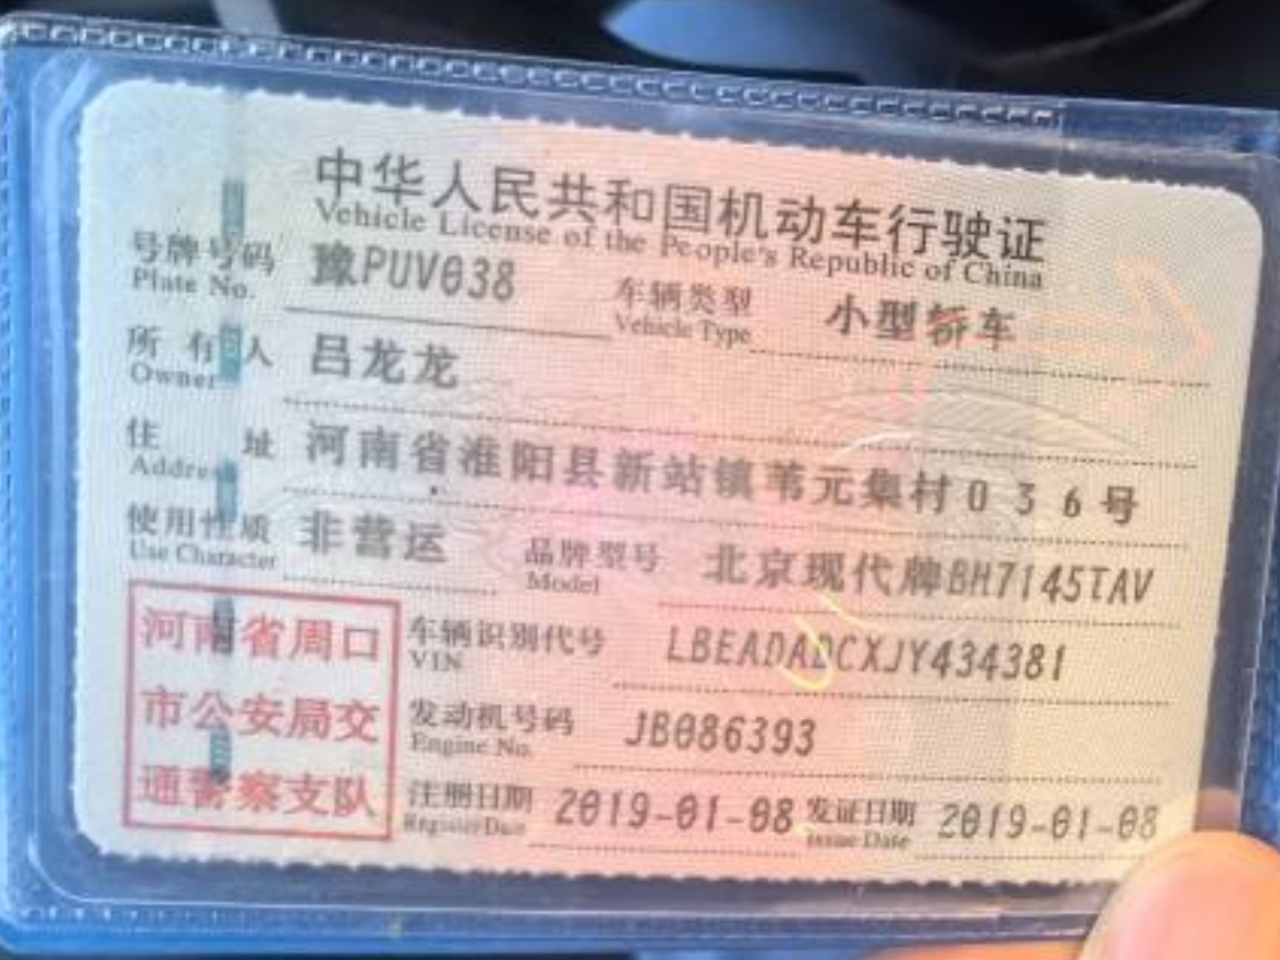 中华人民共和国机动车行驶证
Vehicle License of the People's Republic of China
号牌号码 豫PUV038 车辆类型 小型轿车
Plate No. Vehicle Type
所有人 吕龙龙
Owner
住址 河南省淮阳县新站镇苇元集村036号
Address
使用性质 非营运 品牌型号 北京现代牌BH7145TAV
Use Character Model
河南省周口
市公安局交
通警察支队
车辆识别代号 LBEADADCXJY434381
VIN
发动机号码 JB086393
Engine No.
注册日期 2019-01-08 发证日期 2019-01-08
Register Date Issue Date